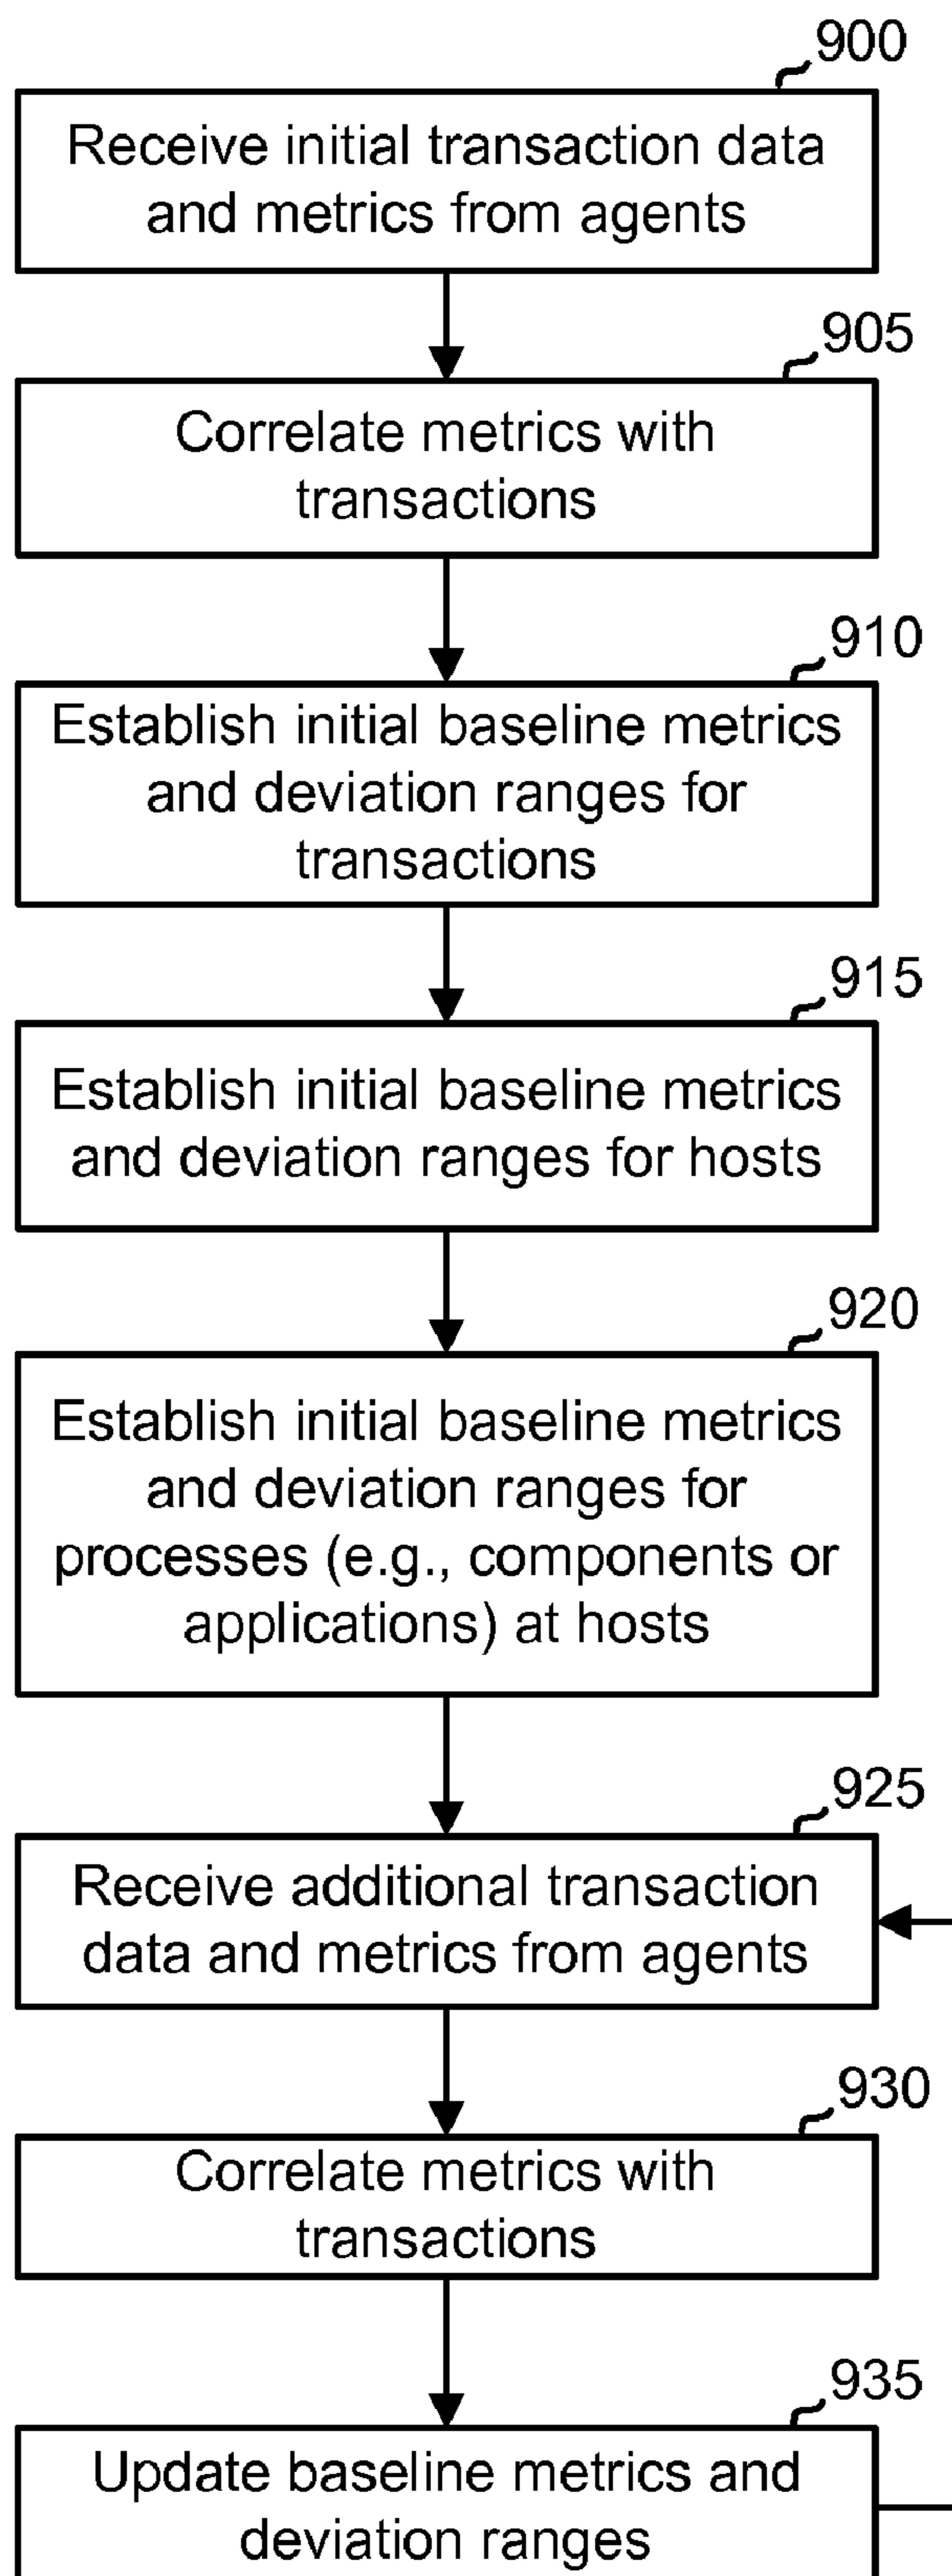 900
Receive initial transaction data
and metrics from agents
905
Correlate metrics with
transactions
910
Establish initial baseline metrics
and deviation ranges for
transactions
915
Establish initial baseline metrics
and deviation ranges for hosts
920
Establish initial baseline metrics
and deviation ranges for
processes (e.g., components or
applications) at hosts
925
Receive additional transaction
data and metrics from agents
930
Correlate metrics with
transactions
935
Update baseline metrics and
deviation ranges